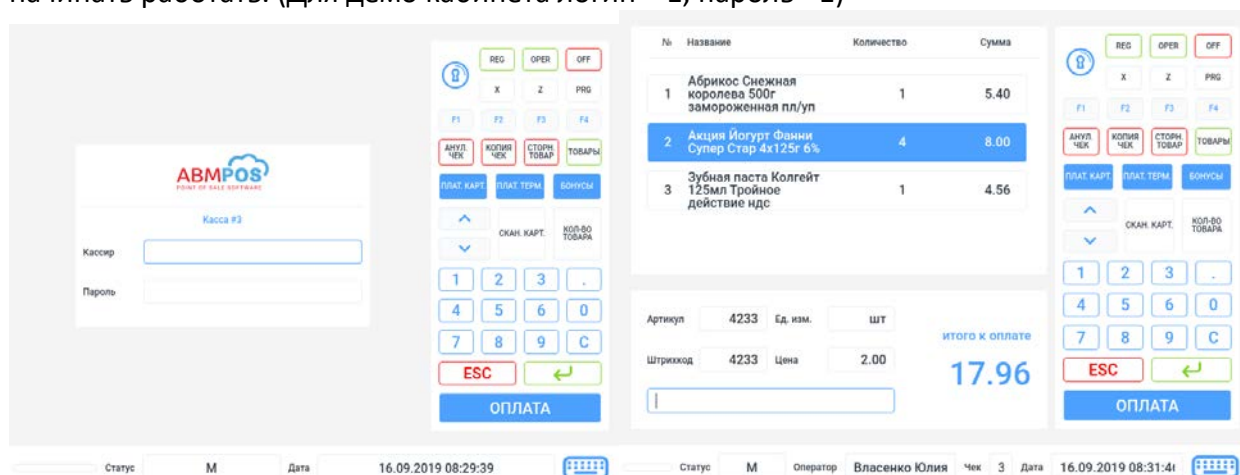 начинать работать. (для демо кабинета логин – 1, пароль - 1)
ABMPOS
POINT OF SALE SOFTWARE
Касса #3
Кассир
Пароль
REG OPER OFF
X Z PRG
F1 F2 F3 F4
АНУЛ. ЧЕК КОПИЯ ЧЕК СТОРН. ТОВАР ТОВАРЫ
ПЛАТ. КАРТ. ПЛАТ. ТЕРМ. БОНУСЫ
СКАН. КАРТ. КОЛ-ВО ТОВАРА
1 2 3 .
4 5 6 0
7 8 9 C
ESC
ОПЛАТА
Статус М Дата 16.09.2019 08:29:39
№ Название Количество Сумма
1 Абрикос Снежная королева 500г замороженная пл/уп 1 5.40
2 Акция Йогурт Фанни Супер Стар 4х125г 6% 4 8.00
3 Зубная паста Колгейт 125мл Тройное действие ндс 1 4.56
Артикул 4233 Ед. изм. шт
Штрихкод 4233 Цена 2.00
итого к оплате
17.96
REG OPER OFF
X Z PRG
F1 F2 F3 F4
АНУЛ. ЧЕК КОПИЯ ЧЕК СТОРН. ТОВАР ТОВАРЫ
ПЛАТ. КАРТ. ПЛАТ. ТЕРМ. БОНУСЫ
СКАН. КАРТ. КОЛ-ВО ТОВАРА
1 2 3 .
4 5 6 0
7 8 9 C
ESC
ОПЛАТА
Статус М Оператор Власенко Юлия Чек 3 Дата 16.09.2019 08:31:4